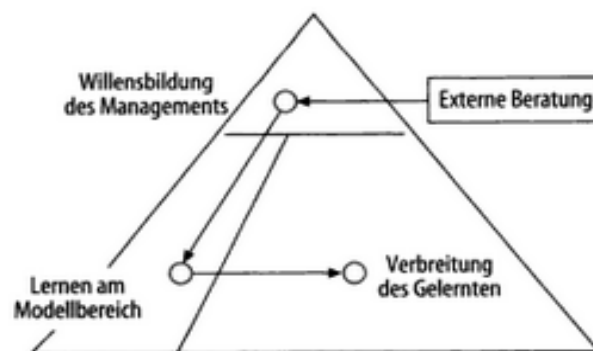 Willensbildung
des Managements
Externe Beratung
Lernen am
Modellbereich
Verbreitung
des Gelernten